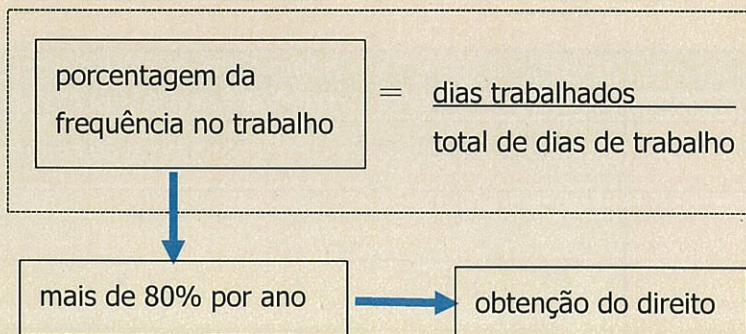 porcentagem da
frequência no trabalho
=
dias trabalhados
total de dias de trabalho
mais de 80% por ano
obtenção do direito